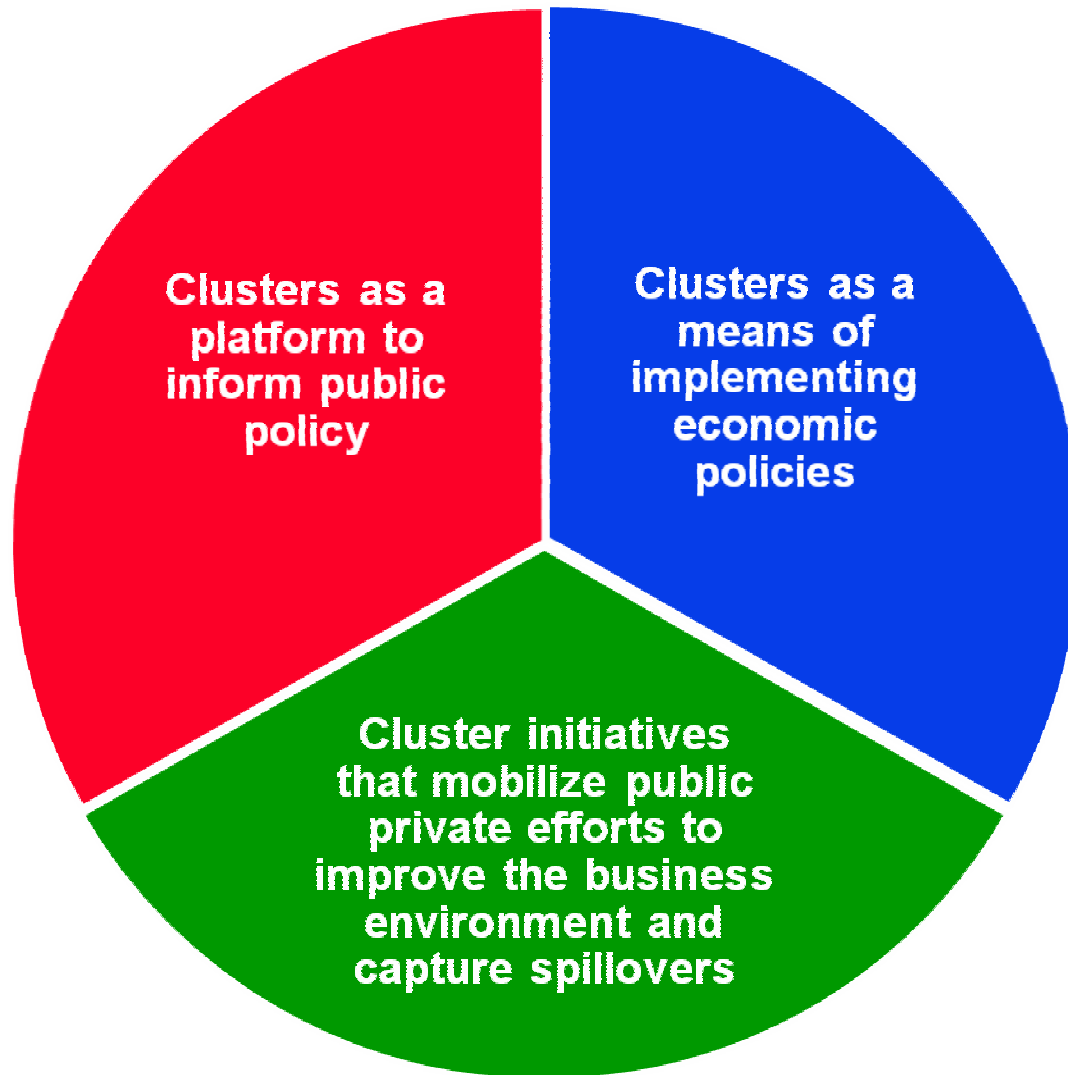 Clusters as a
platform to
inform public
policy
Clusters as a
means of
implementing
economic
policies
Cluster initiatives
that mobilize public
private efforts to
improve the business
environment and
capture spillovers